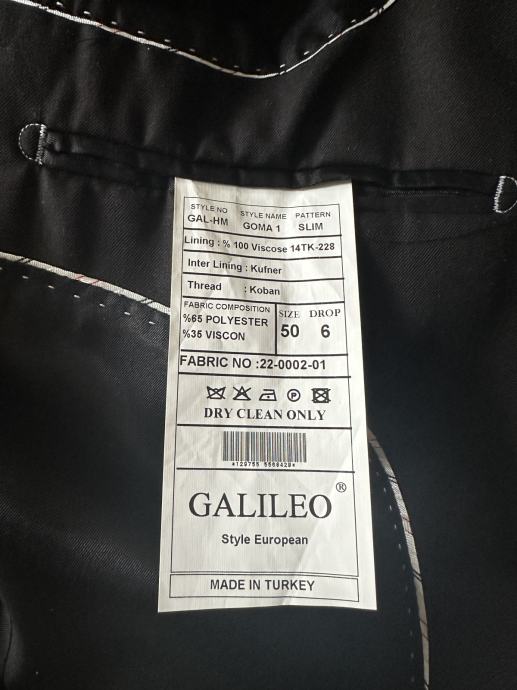 STYLE NO STYLE NAME PATTERN
GAL-HM GOMA 1 SLIM
Lining : % 100 Viscose 14TK-228
Inter Lining : Kufner
Thread : Koban
FABRIC COMPOSITION SIZE DROP
%65 POLYESTER
%35 VISCON 50 6
FABRIC NO :22-0002-01
P
DRY CLEAN ONLY
GALILEO ®
Style European
MADE IN TURKEY